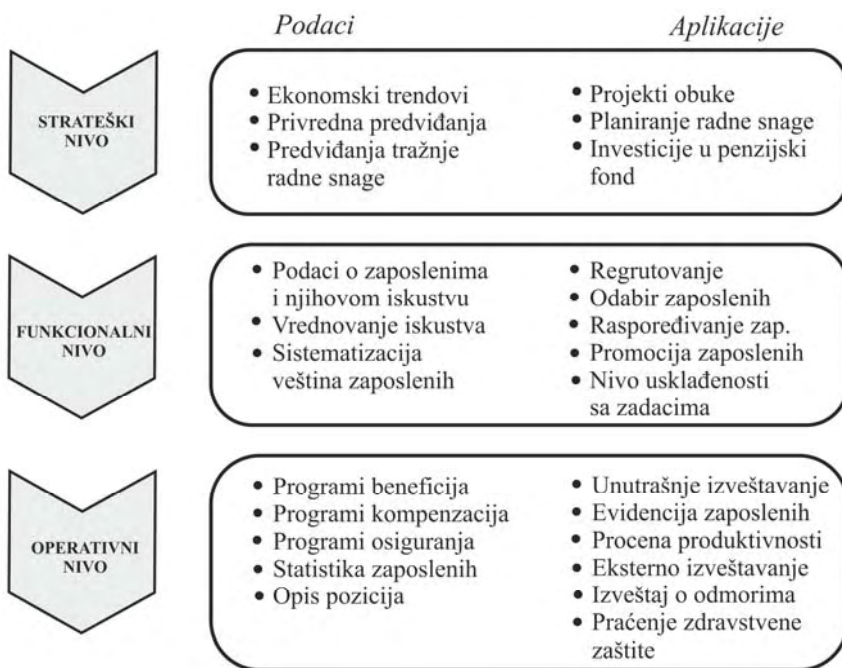 Podaci
Aplikacije
STRATEŠKI
NIVO
• Ekonomski trendovi
• Privredna predviđanja
• Predviđanja tražnje
radne snage
• Projekti obuke
• Planiranje radne snage
• Investicije u penzijski
fond
FUNKCIONALNI
NIVO
• Podaci o zaposlenima
i njihovom iskustvu
• Vrednovanje iskustva
• Sistematizacija
veština zaposlenih
• Regrutovanje
• Odabir zaposlenih
• Raspoređivanje zap.
• Promocija zaposlenih
• Nivo usklađenosti
sa zadacima
OPERATIVNI
NIVO
• Programi beneficija
• Programi kompenzacija
• Programi osiguranja
• Statistika zaposlenih
• Opis pozicija
• Unutrašnje izveštavanje
• Evidencija zaposlenih
• Procena produktivnosti
• Eksterno izveštavanje
• Izveštaj o odmorima
• Praćenje zdravstvene
zaštite